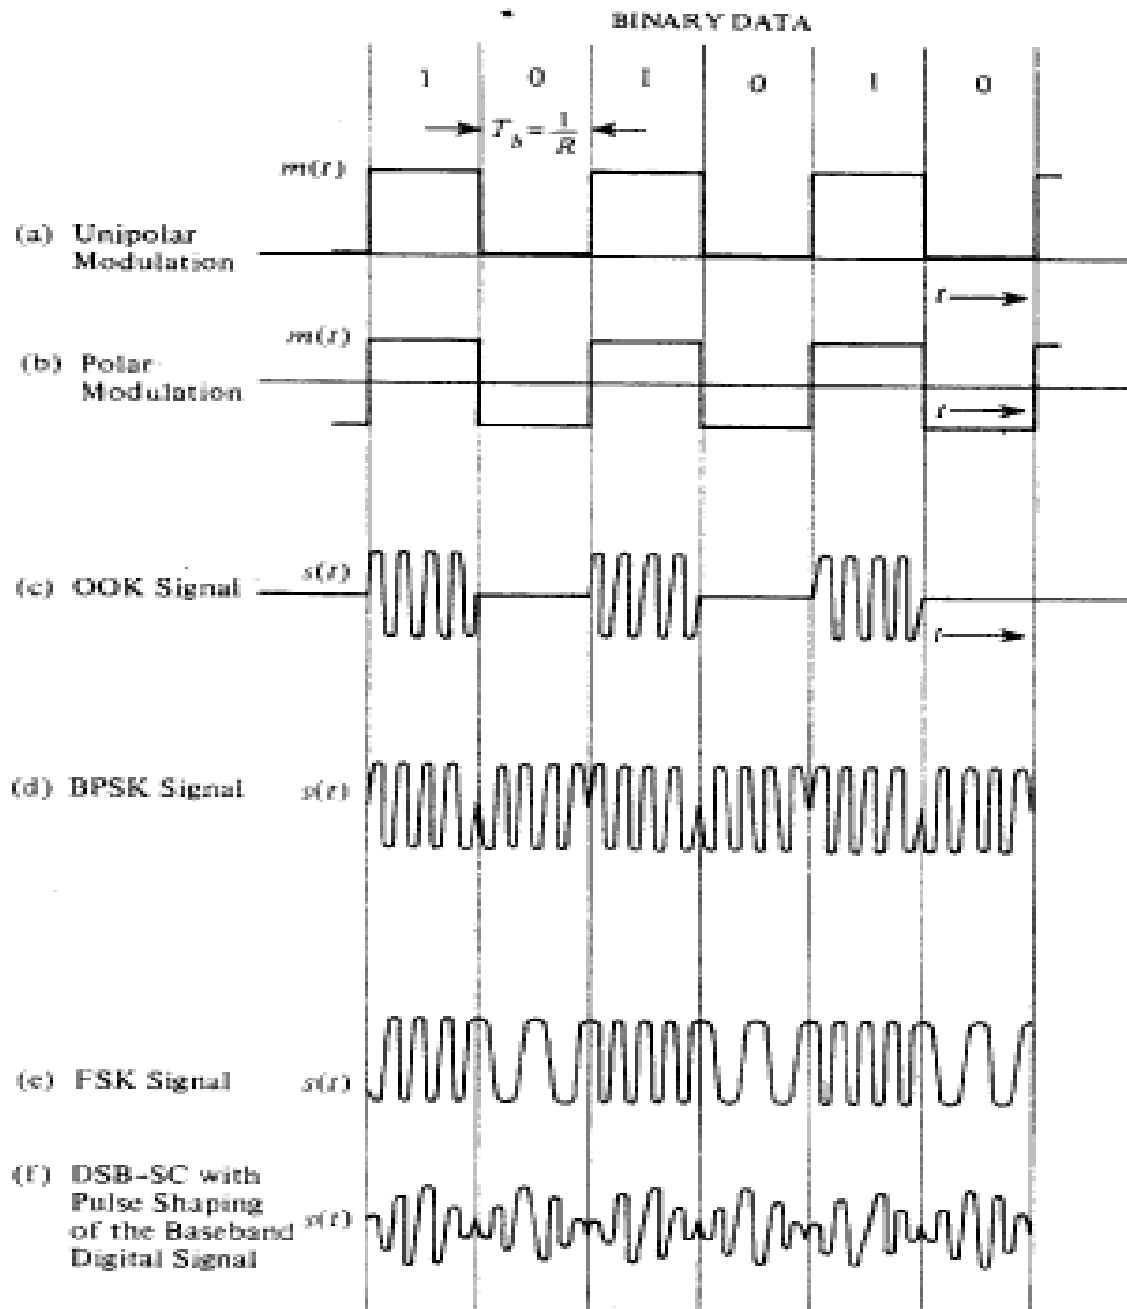 BINARY DATA
1 0 1 0 1 0
T_b = 1/R
m(t)
(a) Unipolar
Modulation
t
m(t)
(b) Polar
Modulation
t
s(t)
(c) OOK Signal
t
(d) BPSK Signal s(t)
(e) FSK Signal s(t)
(f) DSB-SC with
Pulse Shaping
of the Baseband s(t)
Digital Signal